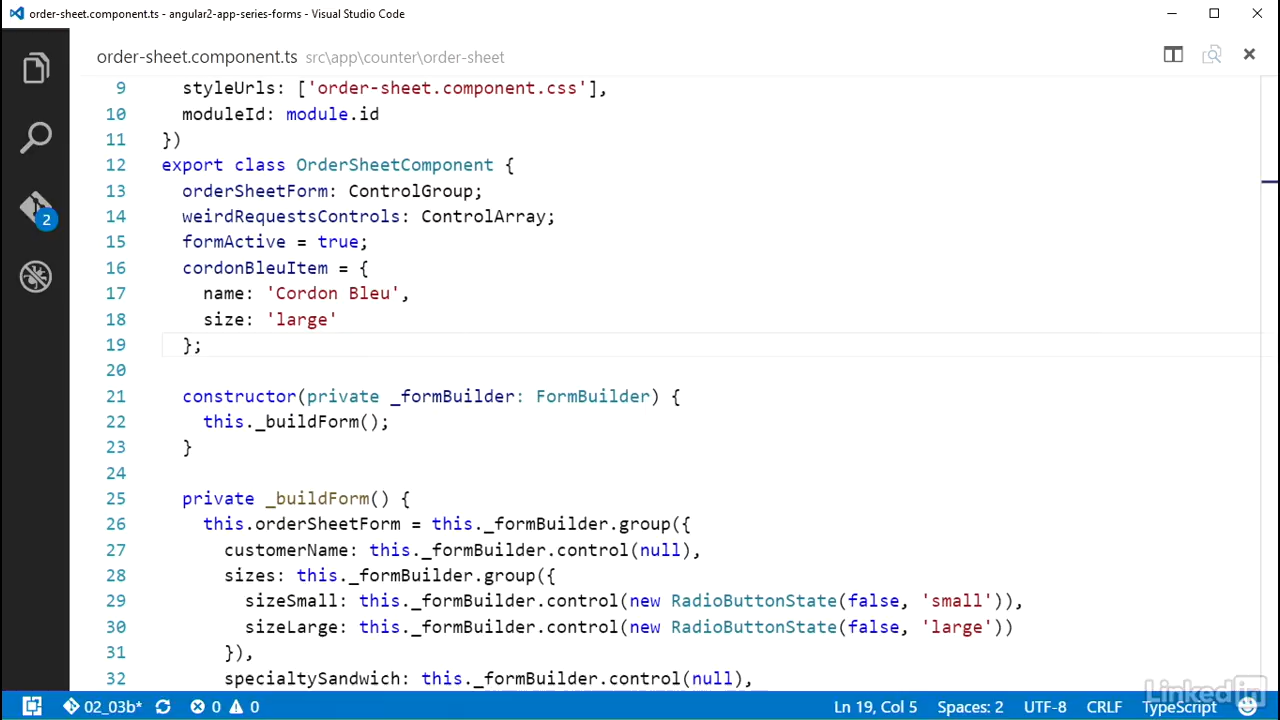 order-sheet.component.ts - angular2-app-series-forms - Visual Studio Code
order-sheet.component.ts src\app\counter\order-sheet
9 styleUrls: ['order-sheet.component.css'],
10 moduleId: module.id
11 })
12 export class OrderSheetComponent {
13 orderSheetForm: ControlGroup;
14 weirdRequestsControls: ControlArray;
15 formActive = true;
16 cordonBleuItem = {
17 name: 'Cordon Bleu',
18 size: 'large'
19 };
20
21 constructor(private _formBuilder: FormBuilder) {
22 this._buildForm();
23 }
24
25 private _buildForm() {
26 this.orderSheetForm = this._formBuilder.group({
27 customerName: this._formBuilder.control(null),
28 sizes: this._formBuilder.group({
29 sizeSmall: this._formBuilder.control(new RadioButtonState(false, 'small')),
30 sizeLarge: this._formBuilder.control(new RadioButtonState(false, 'large'))
31 }),
32 specialtySandwich: this._formBuilder.control(null),
2
02_03b* 0 0 Ln 19, Col 5 Spaces: 2 UTF-8 CRLF TypeScript
Linked in